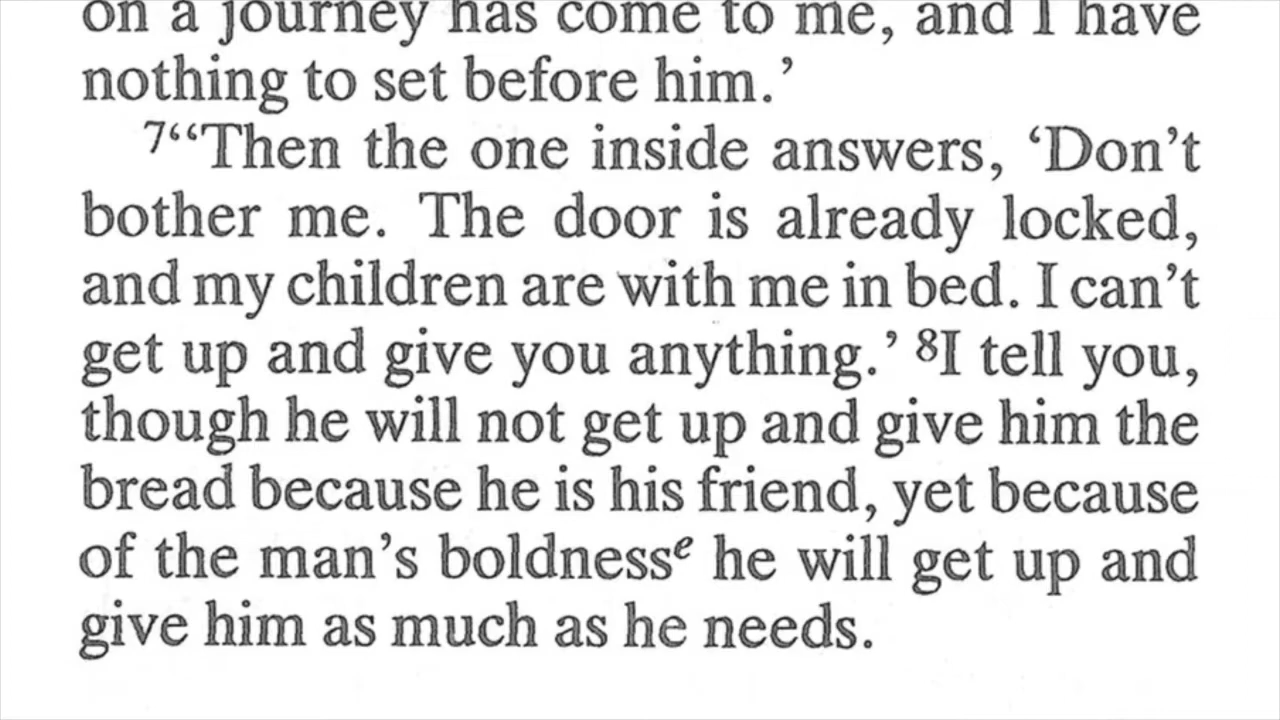 on a journey has come to me, and I have
nothing to set before him.’
7“Then the one inside answers, ‘Don’t
bother me. The door is already locked,
and my children are with me in bed. I can’t
get up and give you anything.’ 8I tell you,
though he will not get up and give him the
bread because he is his friend, yet because
of the man’s boldnesse he will get up and
give him as much as he needs.